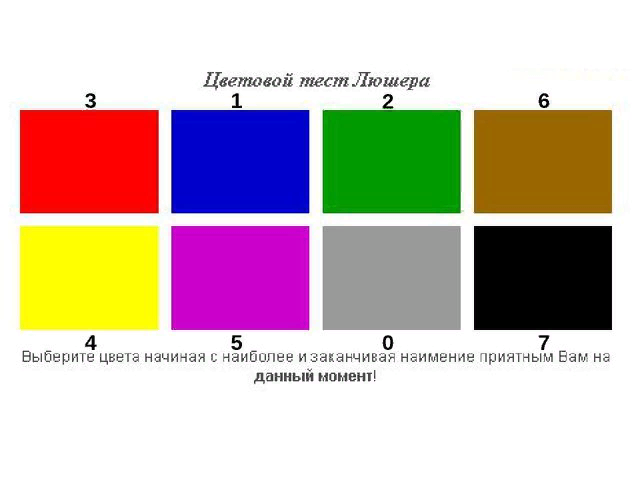 Цветовой тест Люшера
3 1 2 6
4 5 0 7
Выберите цвета начиная с наиболее и заканчивая наимение приятным Вам на
данный момент!